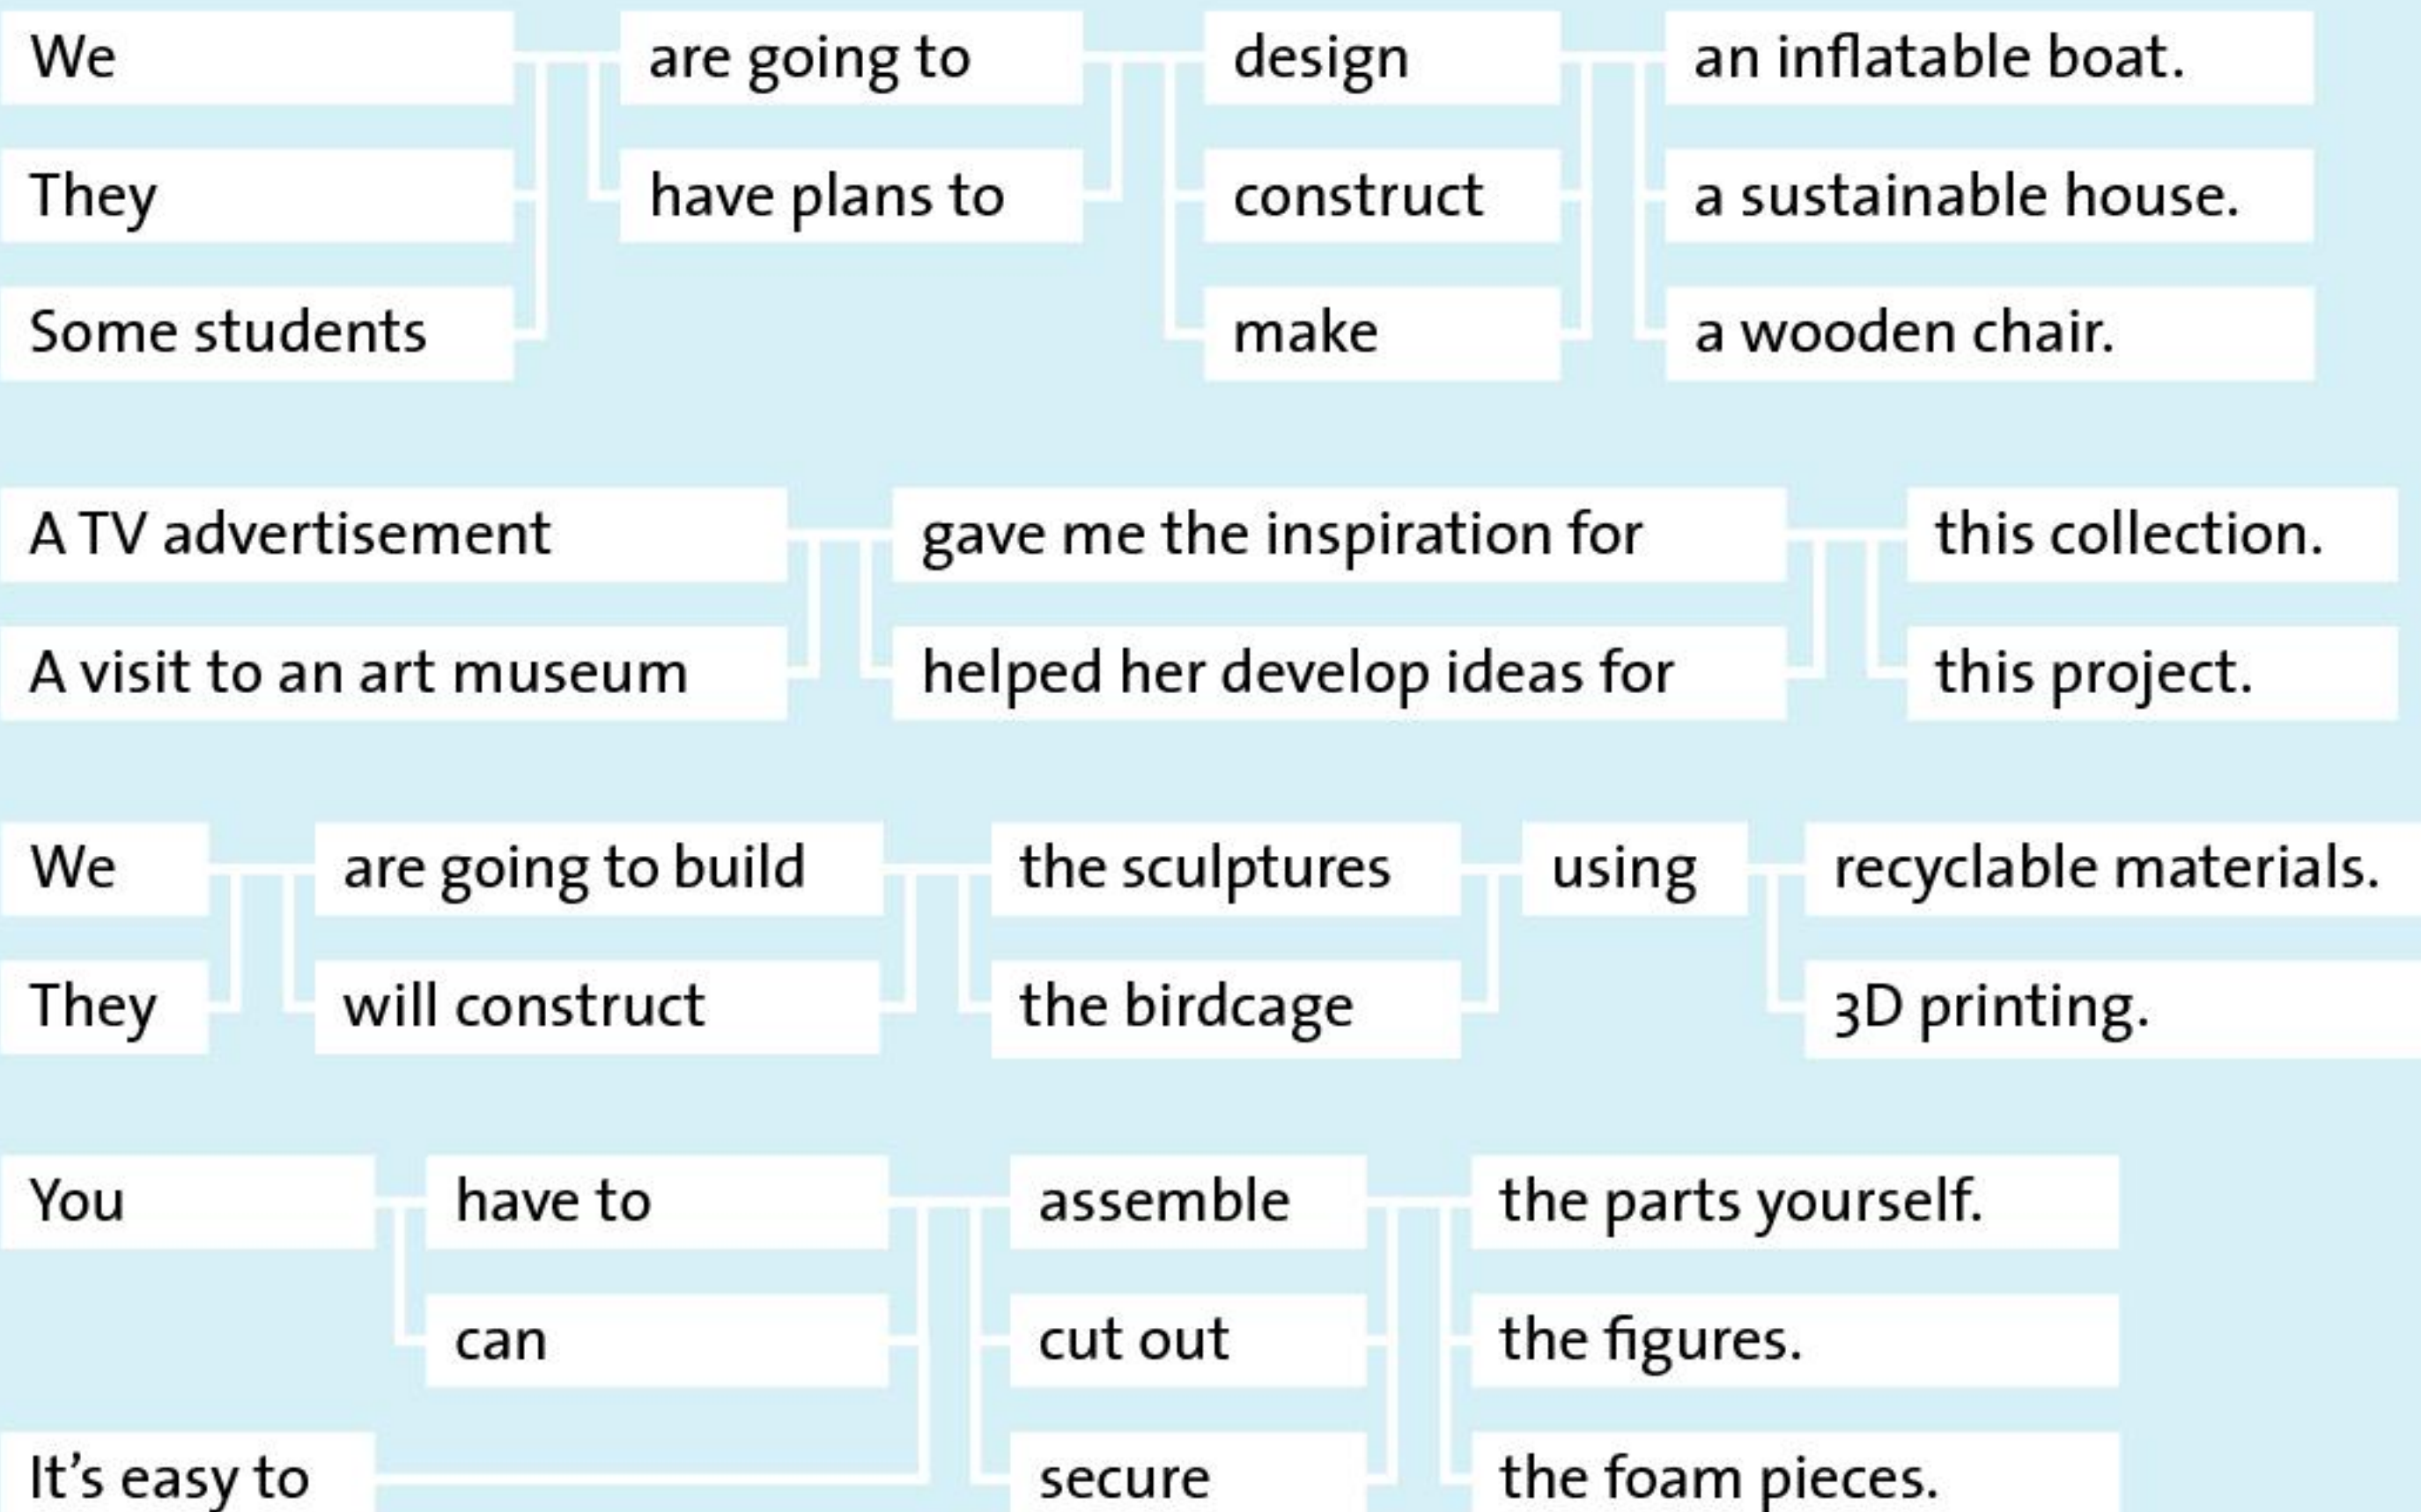 We are going to design an inflatable boat.
They have plans to construct a sustainable house.
Some students make a wooden chair.
A TV advertisement gave me the inspiration for this collection.
A visit to an art museum helped her develop ideas for this project.
We are going to build the sculptures using recyclable materials.
They will construct the birdcage 3D printing.
You have to assemble the parts yourself.
can cut out the figures.
It’s easy to secure the foam pieces.